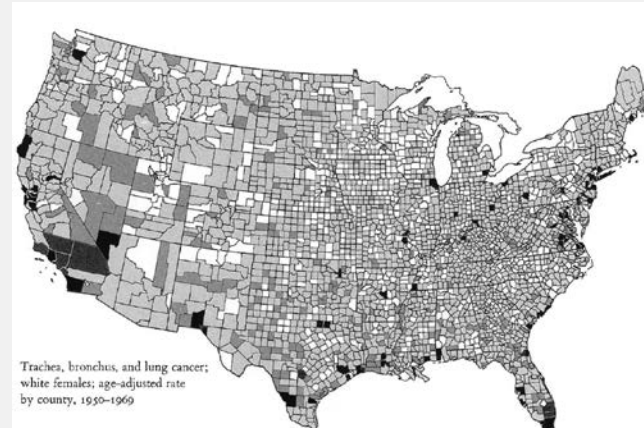 Trachea, bronchus, and lung cancer;
white females; age-adjusted rate
by county, 1950–1969